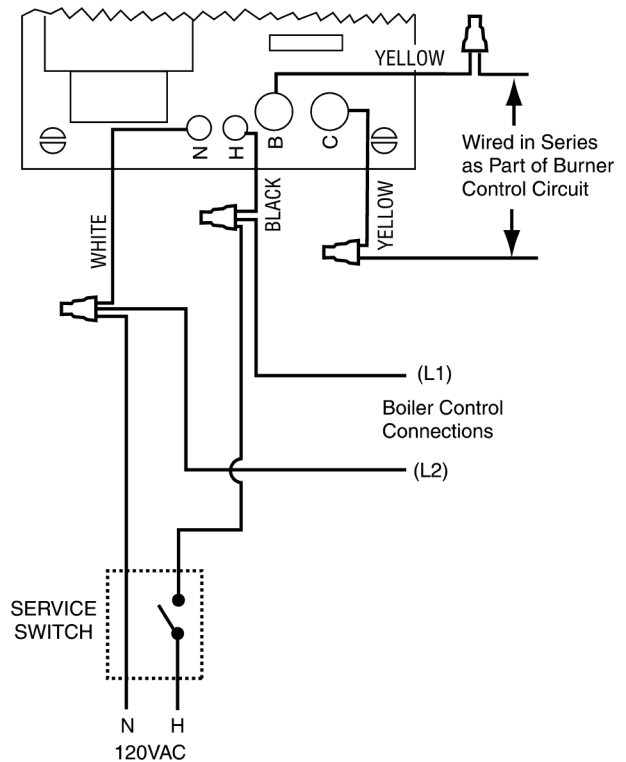 YELLOW
N
H
B
C
Wired in Series
as Part of Burner
Control Circuit
WHITE
BLACK
YELLOW
(L1)
Boiler Control
Connections
(L2)
SERVICE
SWITCH
N
H
120VAC